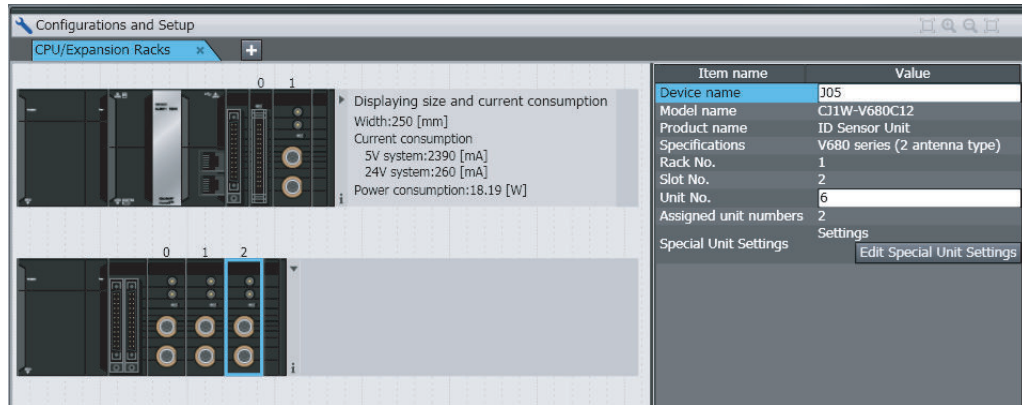 Configurations and Setup
CPU/Expansion Racks × +
0 1
Displaying size and current consumption
Width:250 [mm]
Current consumption
5V system:2390 [mA]
24V system:260 [mA]
Power consumption:18.19 [W]
i
0 1 2
i
Item name Value
Device name J05
Model name CJ1W-V680C12
Product name ID Sensor Unit
Specifications V680 series (2 antenna type)
Rack No. 1
Slot No. 2
Unit No. 6
Assigned unit numbers 2
Special Unit Settings Settings
Edit Special Unit Settings